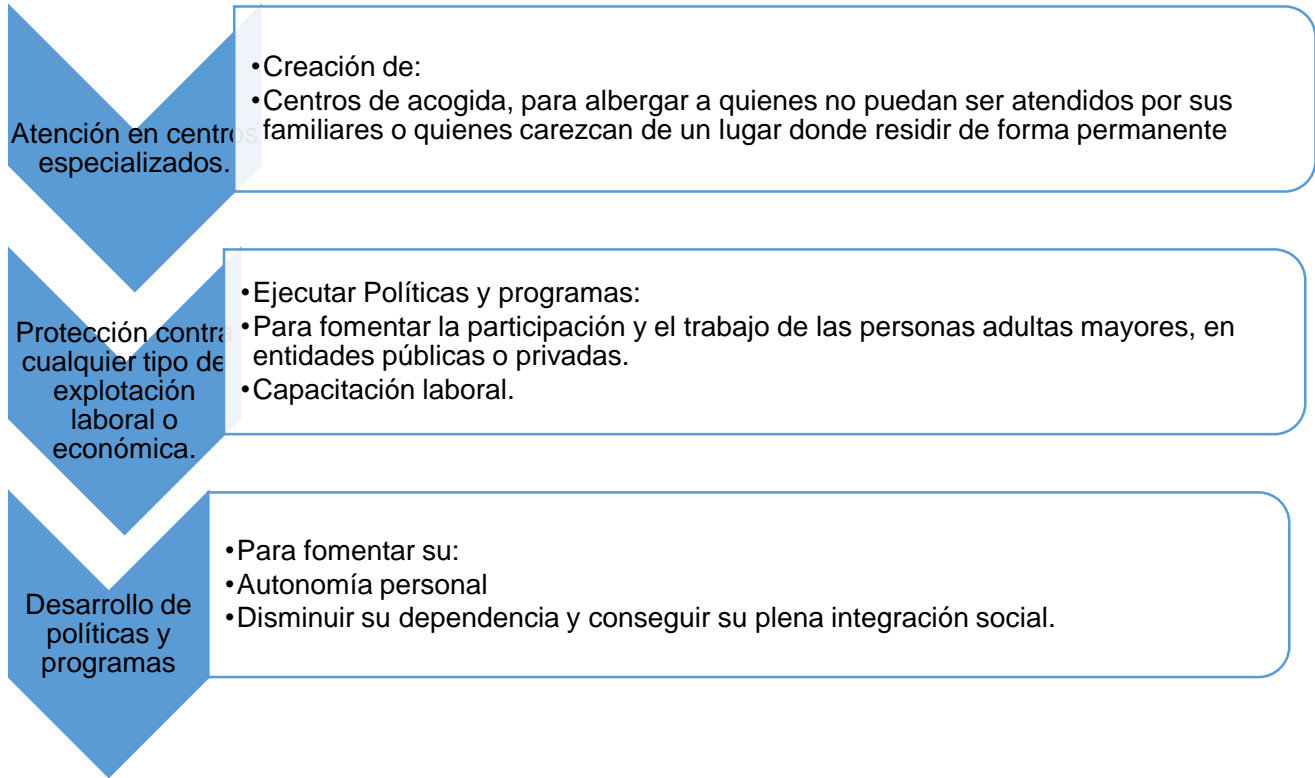 Atención en centros
especializados.
•Creación de:
•Centros de acogida, para albergar a quienes no puedan ser atendidos por sus
familiares o quienes carezcan de un lugar donde residir de forma permanente
Protección contra
cualquier tipo de
explotación
laboral o
económica.
•Ejecutar Políticas y programas:
•Para fomentar la participación y el trabajo de las personas adultas mayores, en
entidades públicas o privadas.
•Capacitación laboral.
Desarrollo de
políticas y
programas
•Para fomentar su:
•Autonomía personal
•Disminuir su dependencia y conseguir su plena integración social.